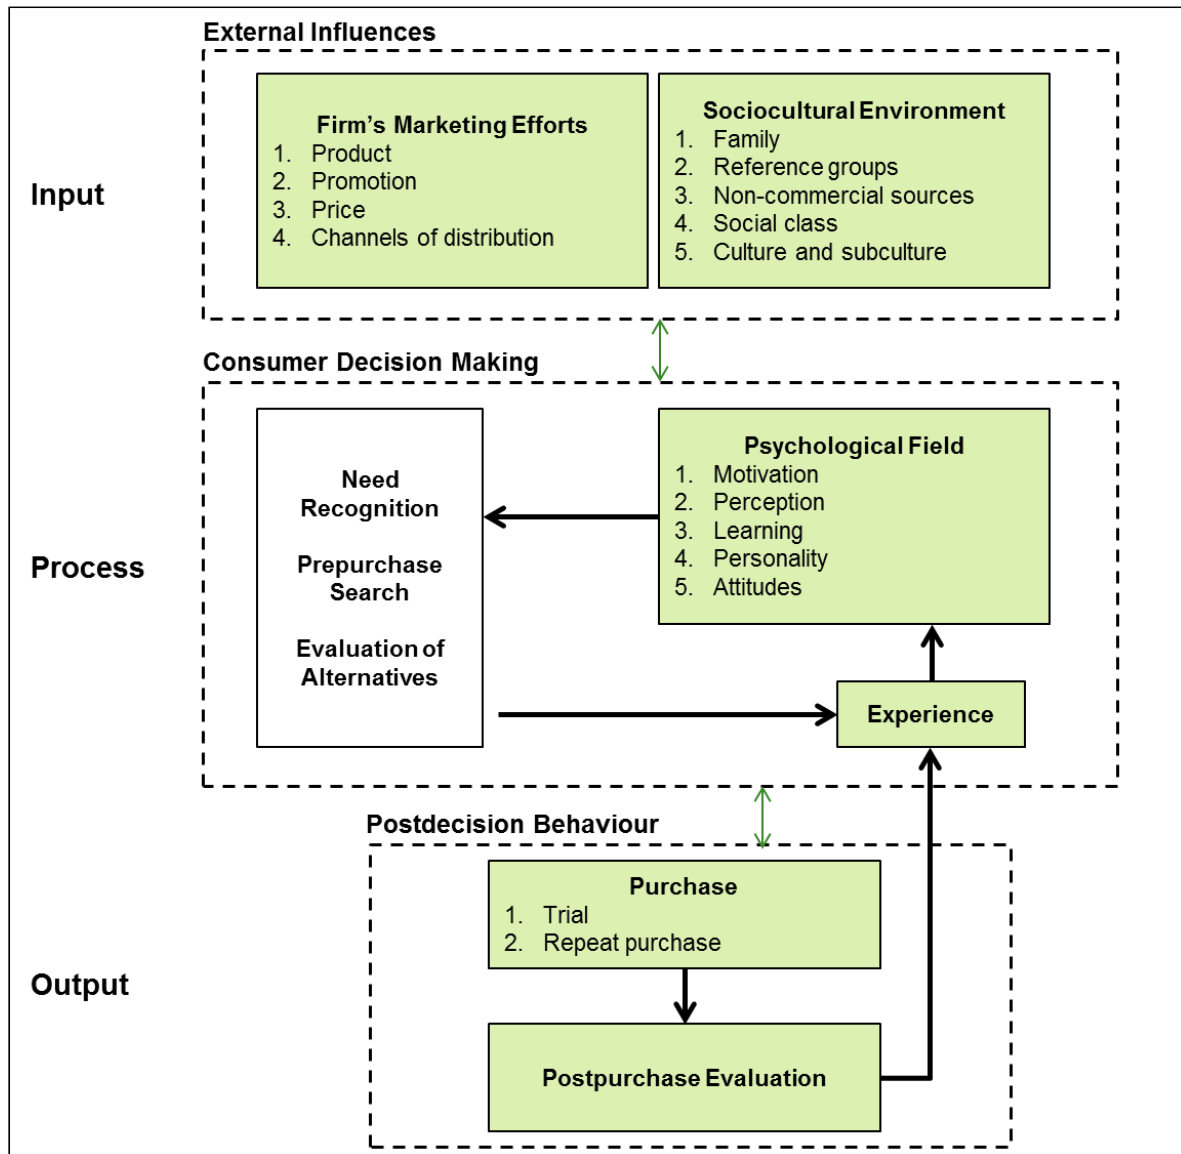 External Influences
Input
Firm's Marketing Efforts
1. Product
2. Promotion
3. Price
4. Channels of distribution
Sociocultural Environment
1. Family
2. Reference groups
3. Non-commercial sources
4. Social class
5. Culture and subculture
Consumer Decision Making
Process
Need
Recognition
Prepurchase
Search
Evaluation of
Alternatives
Psychological Field
1. Motivation
2. Perception
3. Learning
4. Personality
5. Attitudes
Experience
Postdecision Behaviour
Output
Purchase
1. Trial
2. Repeat purchase
Postpurchase Evaluation